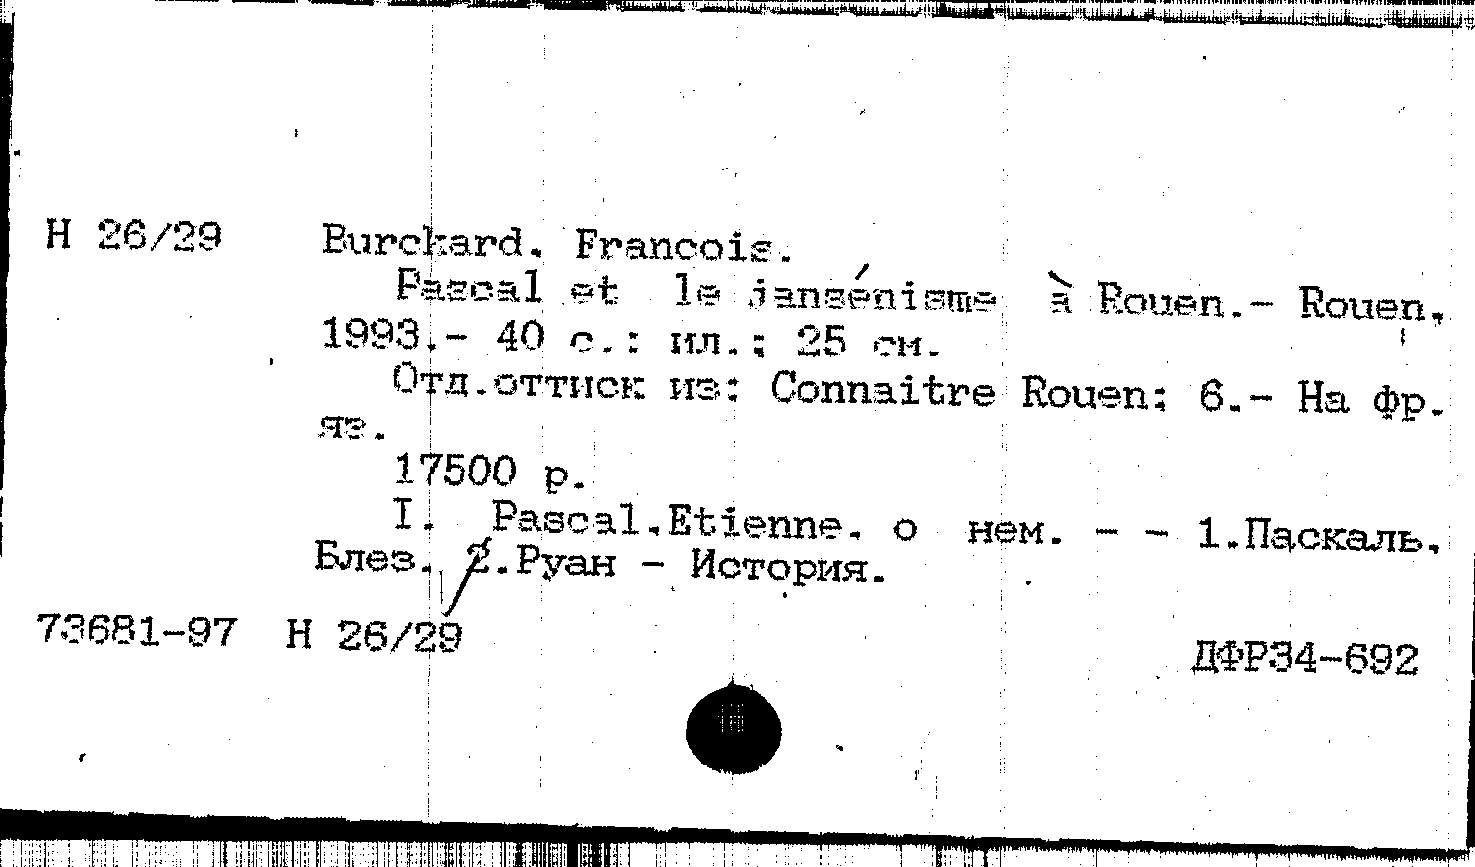 H 26/29 Burckard, Francois.
Pascal et le jansénisme à Rouen.- Rouen,
1993.- 40 с.: ил.; 25 см.
Отд.оттиск из: Connaitre Rouen; 6.- На фр.
яз.
17500 р.
I. Pascal,Etienne, о нем. - - 1.Паскаль,
Блез. 2.Руан - История.
73681-97 H 26/29
ДФР34-692